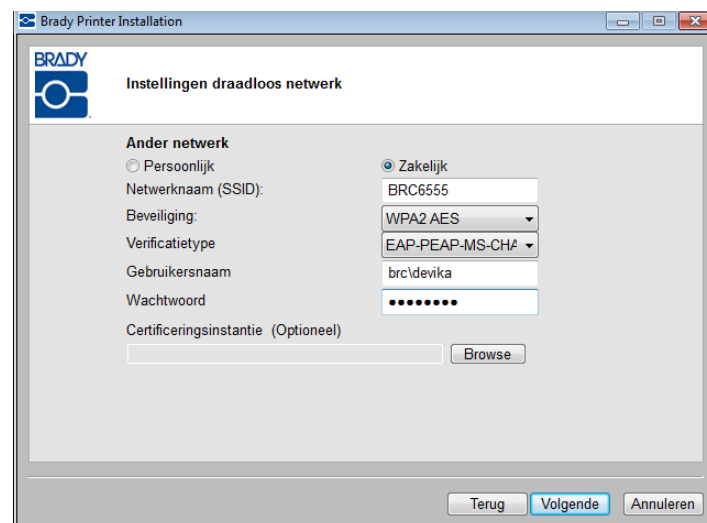 Brady Printer Installation
BRADY
Instellingen draadloos netwerk
Ander netwerk
Persoonlijk
Zakelijk
Netwerknaam (SSID):
BRC6555
Beveiliging:
WPA2 AES
Verificatietype
EAP-PEAP-MS-CHA
Gebruikersnaam
brc\devika
Wachtwoord
••••••••
Certificeringsinstantie (Optioneel)
Browse
Terug
Volgende
Annuleren